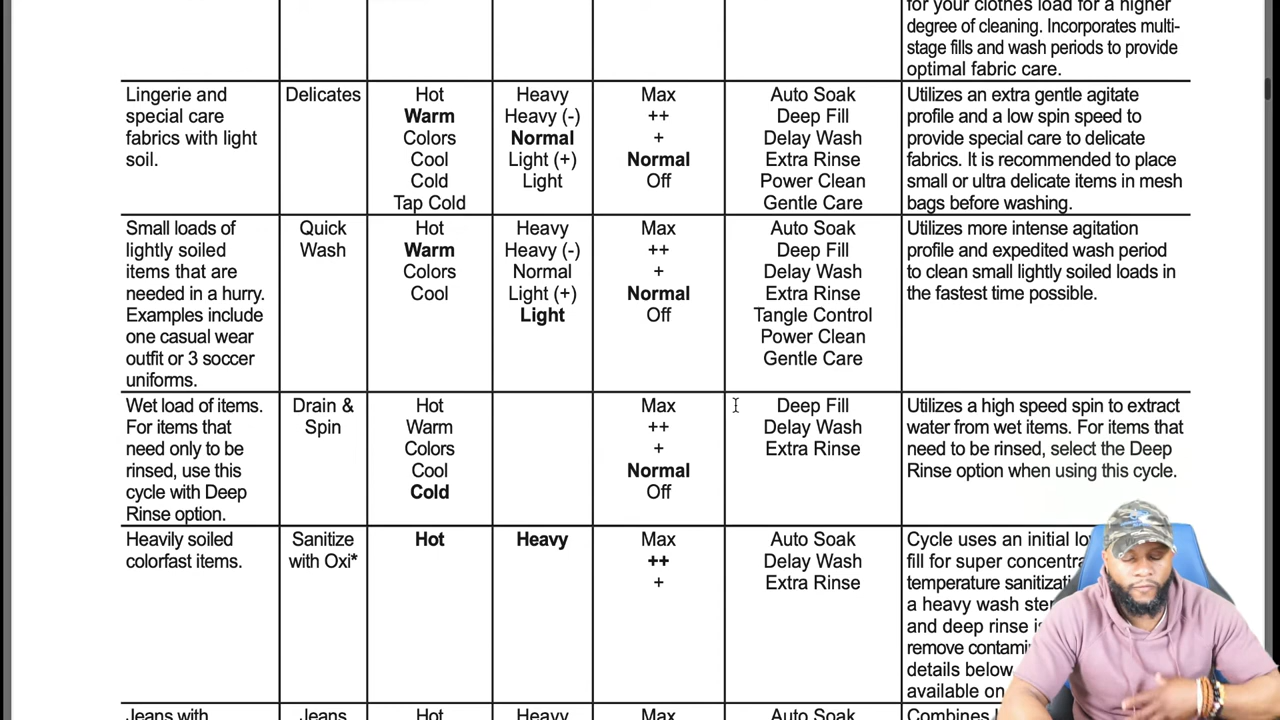 for your clothes load for a higher
degree of cleaning. Incorporates multi-
stage fills and wash periods to provide
optimal fabric care.
Lingerie and
special care
fabrics with light
soil.
Delicates
Hot
Warm
Colors
Cool
Cold
Tap Cold
Heavy
Heavy (-)
Normal
Light (+)
Light
Max
++
+
Normal
Off
Auto Soak
Deep Fill
Delay Wash
Extra Rinse
Power Clean
Gentle Care
Utilizes an extra gentle agitate
profile and a low spin speed to
provide special care to delicate
fabrics. It is recommended to place
small or ultra delicate items in mesh
bags before washing.
Small loads of
lightly soiled
items that are
needed in a hurry.
Examples include
one casual wear
outfit or 3 soccer
uniforms.
Quick
Wash
Hot
Warm
Colors
Cool
Heavy
Heavy (-)
Normal
Light (+)
Light
Max
++
+
Normal
Off
Auto Soak
Deep Fill
Delay Wash
Extra Rinse
Tangle Control
Power Clean
Gentle Care
Utilizes more intense agitation
profile and expedited wash period
to clean small lightly soiled loads in
the fastest time possible.
Wet load of items.
For items that
need only to be
rinsed, use this
cycle with Deep
Rinse option.
Drain &
Spin
Hot
Warm
Colors
Cool
Cold
Max
++
+
Normal
Off
Deep Fill
Delay Wash
Extra Rinse
Utilizes a high speed spin to extract
water from wet items. For items that
need to be rinsed, select the Deep
Rinse option when using this cycle.
Heavily soiled
colorfast items.
Sanitize
with Oxi*
Hot
Heavy
Max
++
+
Auto Soak
Delay Wash
Extra Rinse
Cycle uses an initial
fill for super
temperature
a heavy wash
and deep rinse
remove
details below
available on
Jeans with
Jeans
Hot
Heavy
Max
Auto Soak
Combines